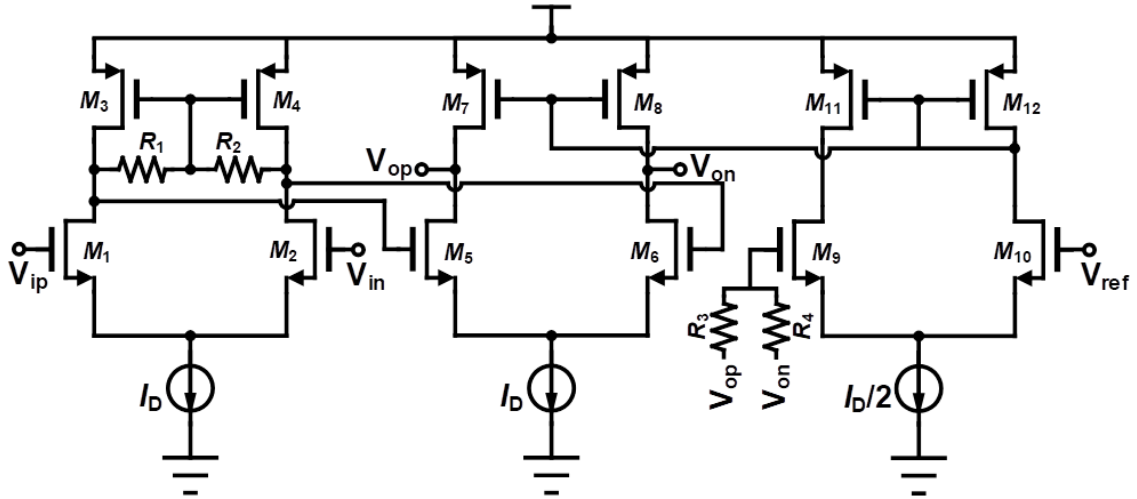 M3
M4
M7
M8
M11
M12
R1
R2
Vop
Von
M1
M2
M5
M6
M9
M10
Vip
Vin
Vref
R3
R4
Vop
Von
ID
ID
ID/2